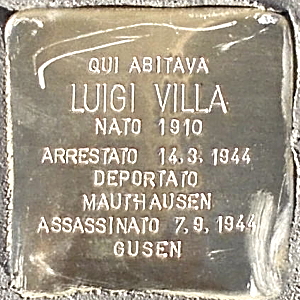 QUI ABITAVA
LUIGI VILLA
NATO 1910
ARRESTATO 14.3.1944
DEPORTATO
MAUTHAUSEN
ASSASSINATO 7.9.1944
GUSEN